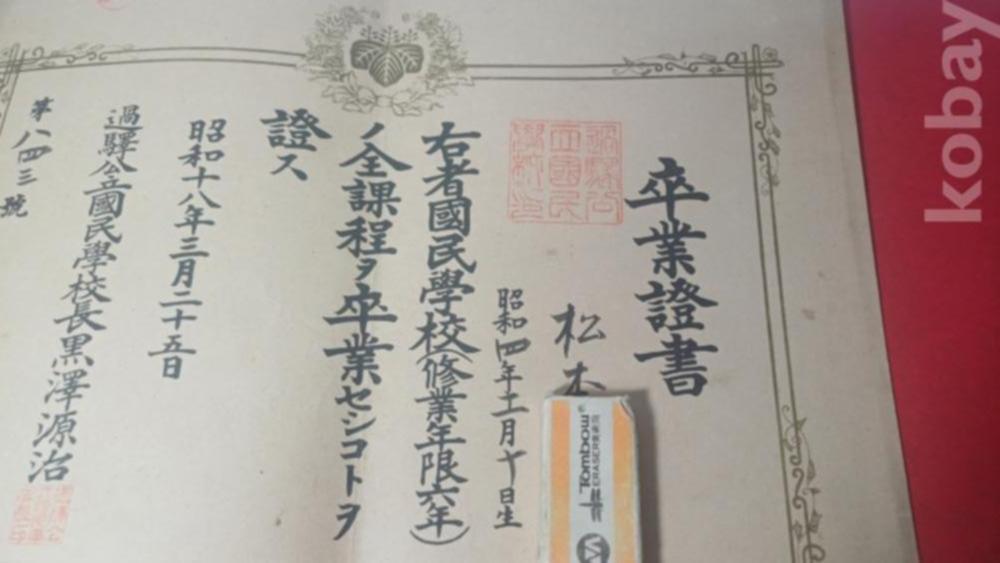 卒業證書
松本
昭和四年十二月十日生
右者國民學校(修業年限六年)
ノ全課程ヲ卒業セシコトヲ
證ス
昭和十八年三月二十五日
過驛公立國民學校長黒澤源治
第八四三號
Tombow
ERASER
kobay